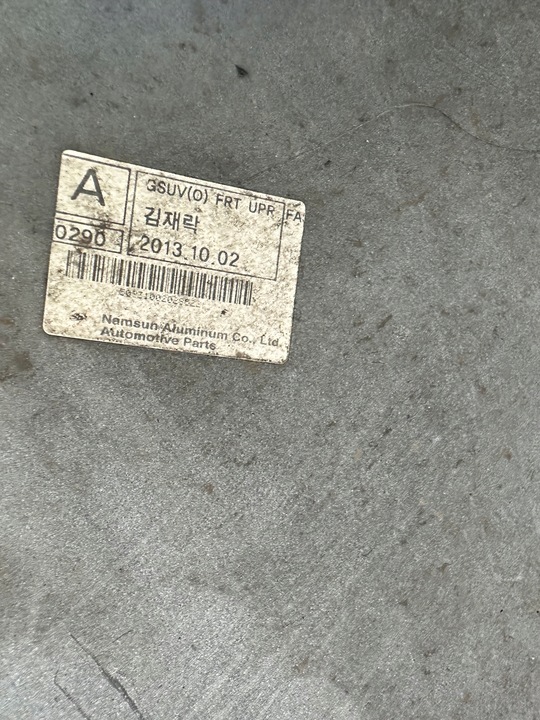 A
GSUV(O) FRT UPR FA
김재락
0290
2013.10.02
Namsun Aluminum Co., Ltd.
Automotive Parts